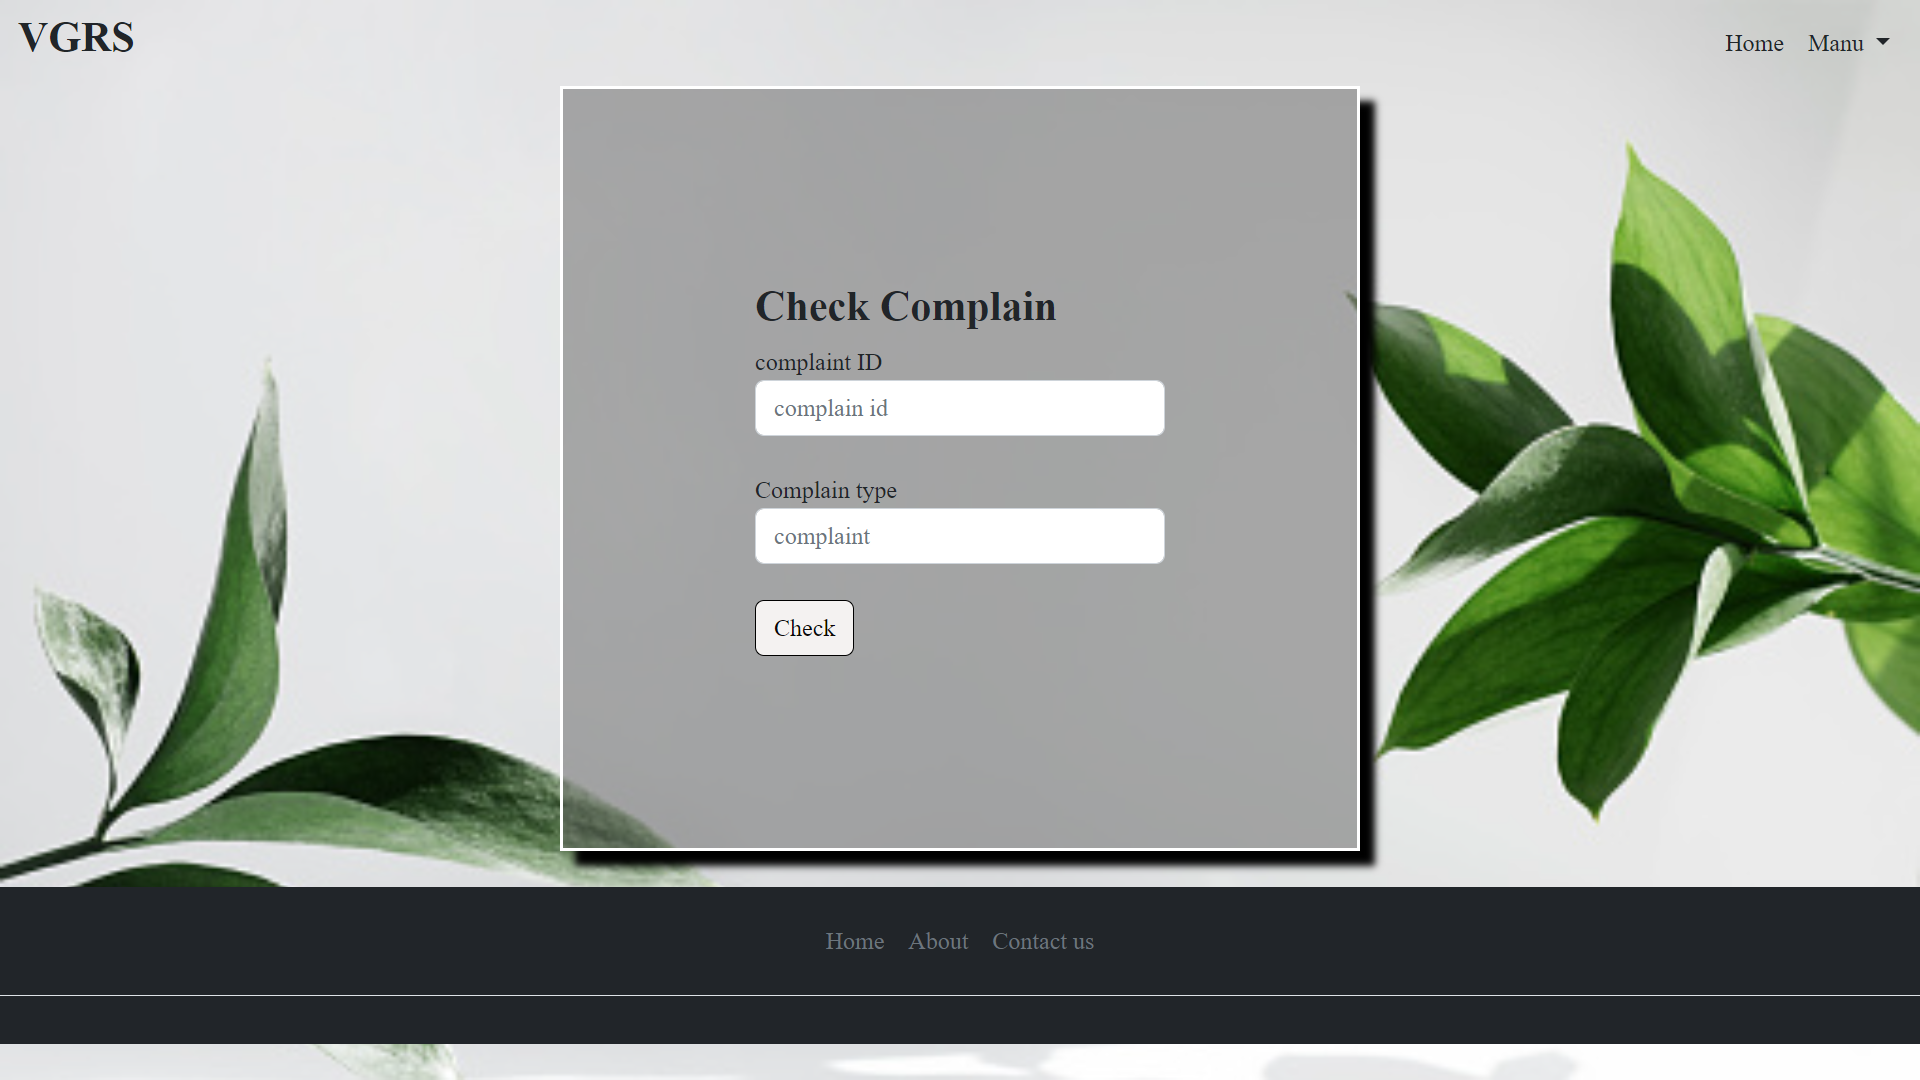 VGRS
Home Manu
Check Complain
complaint ID
complain id
Complain type
complaint
Check
Home About Contact us